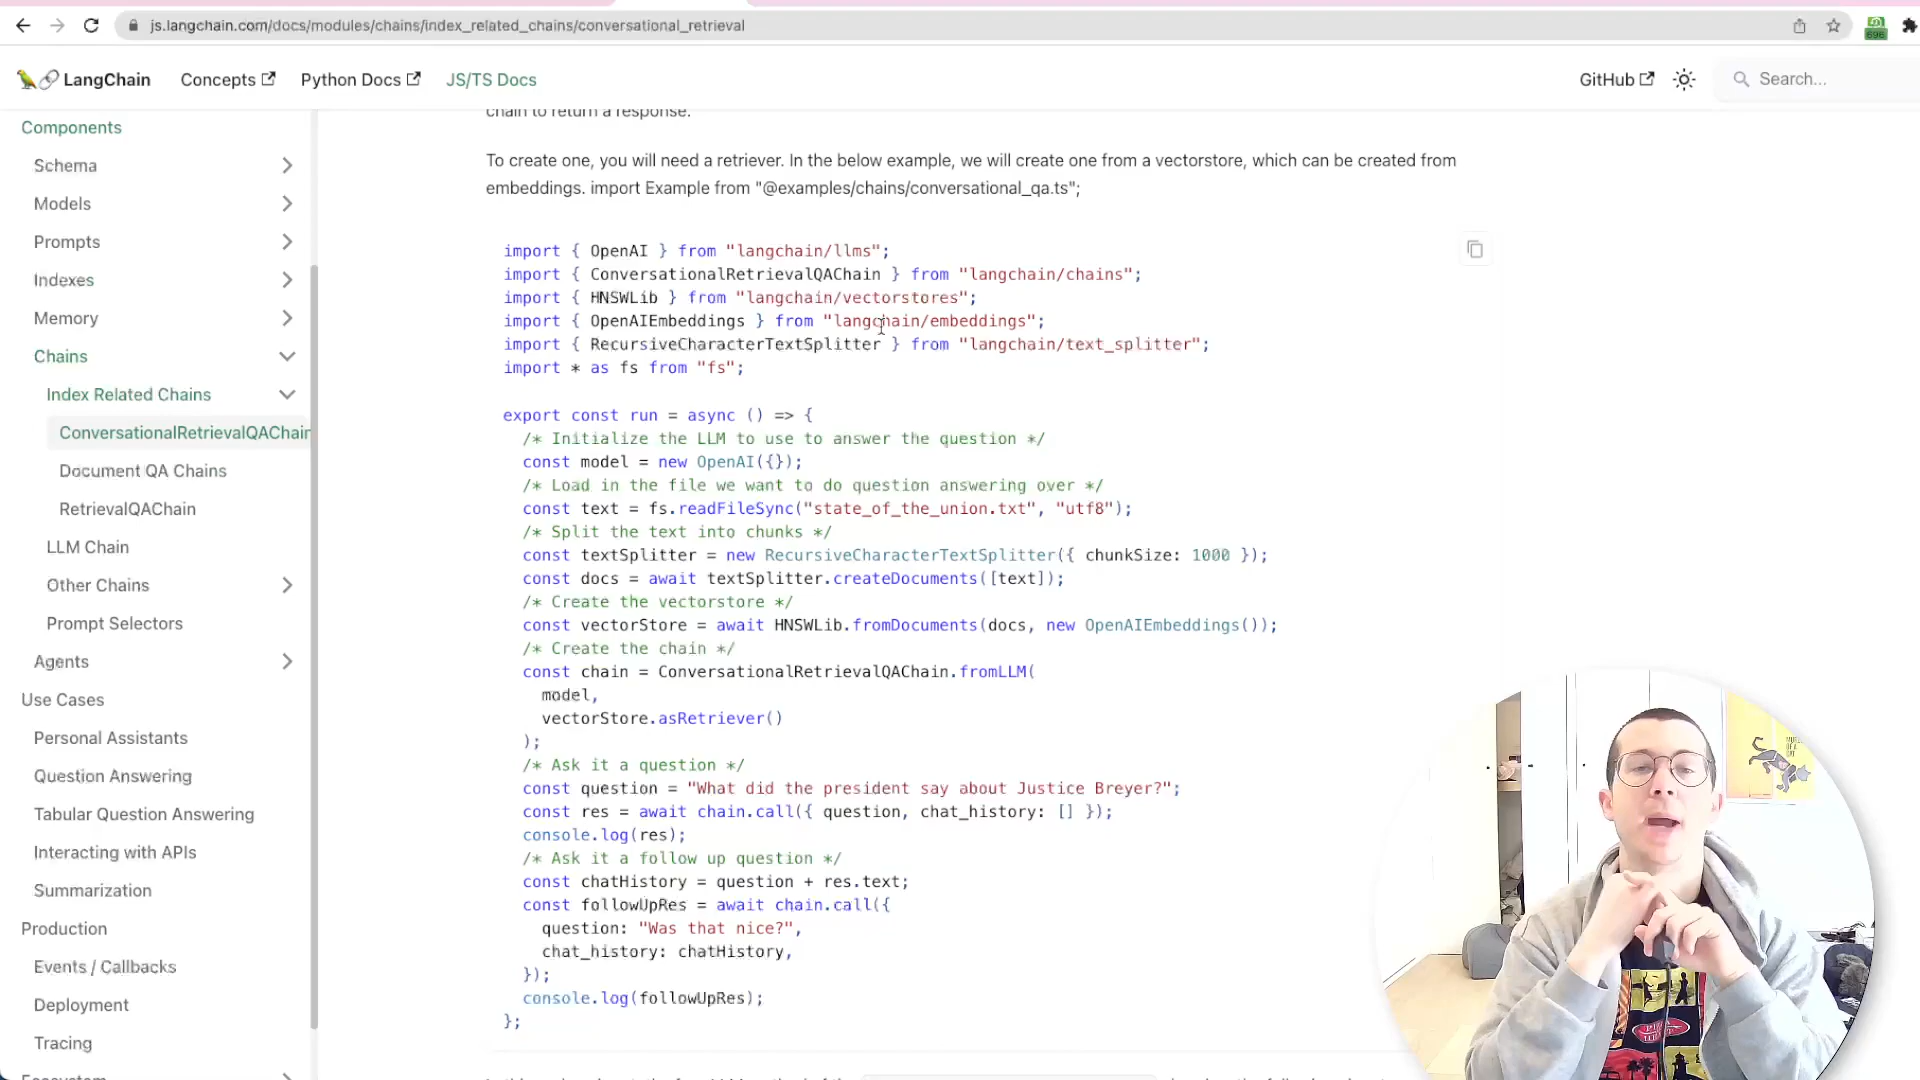 js.langchain.com/docs/modules/chains/index_related_chains/conversational_retrieval
696
LangChain
Concepts
Python Docs
JS/TS Docs
GitHub
Search...
Components
Schema
Models
Prompts
Indexes
Memory
Chains
Index Related Chains
ConversationalRetrievalQAChain
Document QA Chains
RetrievalQAChain
LLM Chain
Other Chains
Prompt Selectors
Agents
Use Cases
Personal Assistants
Question Answering
Tabular Question Answering
Interacting with APIs
Summarization
Production
Events / Callbacks
Deployment
Tracing
Ecosystem
chain to return a response.
To create one, you will need a retriever. In the below example, we will create one from a vectorstore, which can be created from
embeddings. import Example from "@examples/chains/conversational_qa.ts";
import { OpenAI } from "langchain/llms";
import { ConversationalRetrievalQAChain } from "langchain/chains";
import { HNSWLib } from "langchain/vectorstores";
import { OpenAIEmbeddings } from "langchain/embeddings";
import { RecursiveCharacterTextSplitter } from "langchain/text_splitter";
import * as fs from "fs";
export const run = async () => {
/* Initialize the LLM to use to answer the question */
const model = new OpenAI({});
/* Load in the file we want to do question answering over */
const text = fs.readFileSync("state_of_the_union.txt", "utf8");
/* Split the text into chunks */
const textSplitter = new RecursiveCharacterTextSplitter({ chunkSize: 1000 });
const docs = await textSplitter.createDocuments([text]);
/* Create the vectorstore */
const vectorStore = await HNSWLib.fromDocuments(docs, new OpenAIEmbeddings());
/* Create the chain */
const chain = ConversationalRetrievalQAChain.fromLLM(
model,
vectorStore.asRetriever()
);
/* Ask it a question */
const question = "What did the president say about Justice Breyer?";
const res = await chain.call({ question, chat_history: [] });
console.log(res);
/* Ask it a follow up question */
const chatHistory = question + res.text;
const followUpRes = await chain.call({
question: "Was that nice?",
chat_history: chatHistory,
});
console.log(followUpRes);
};